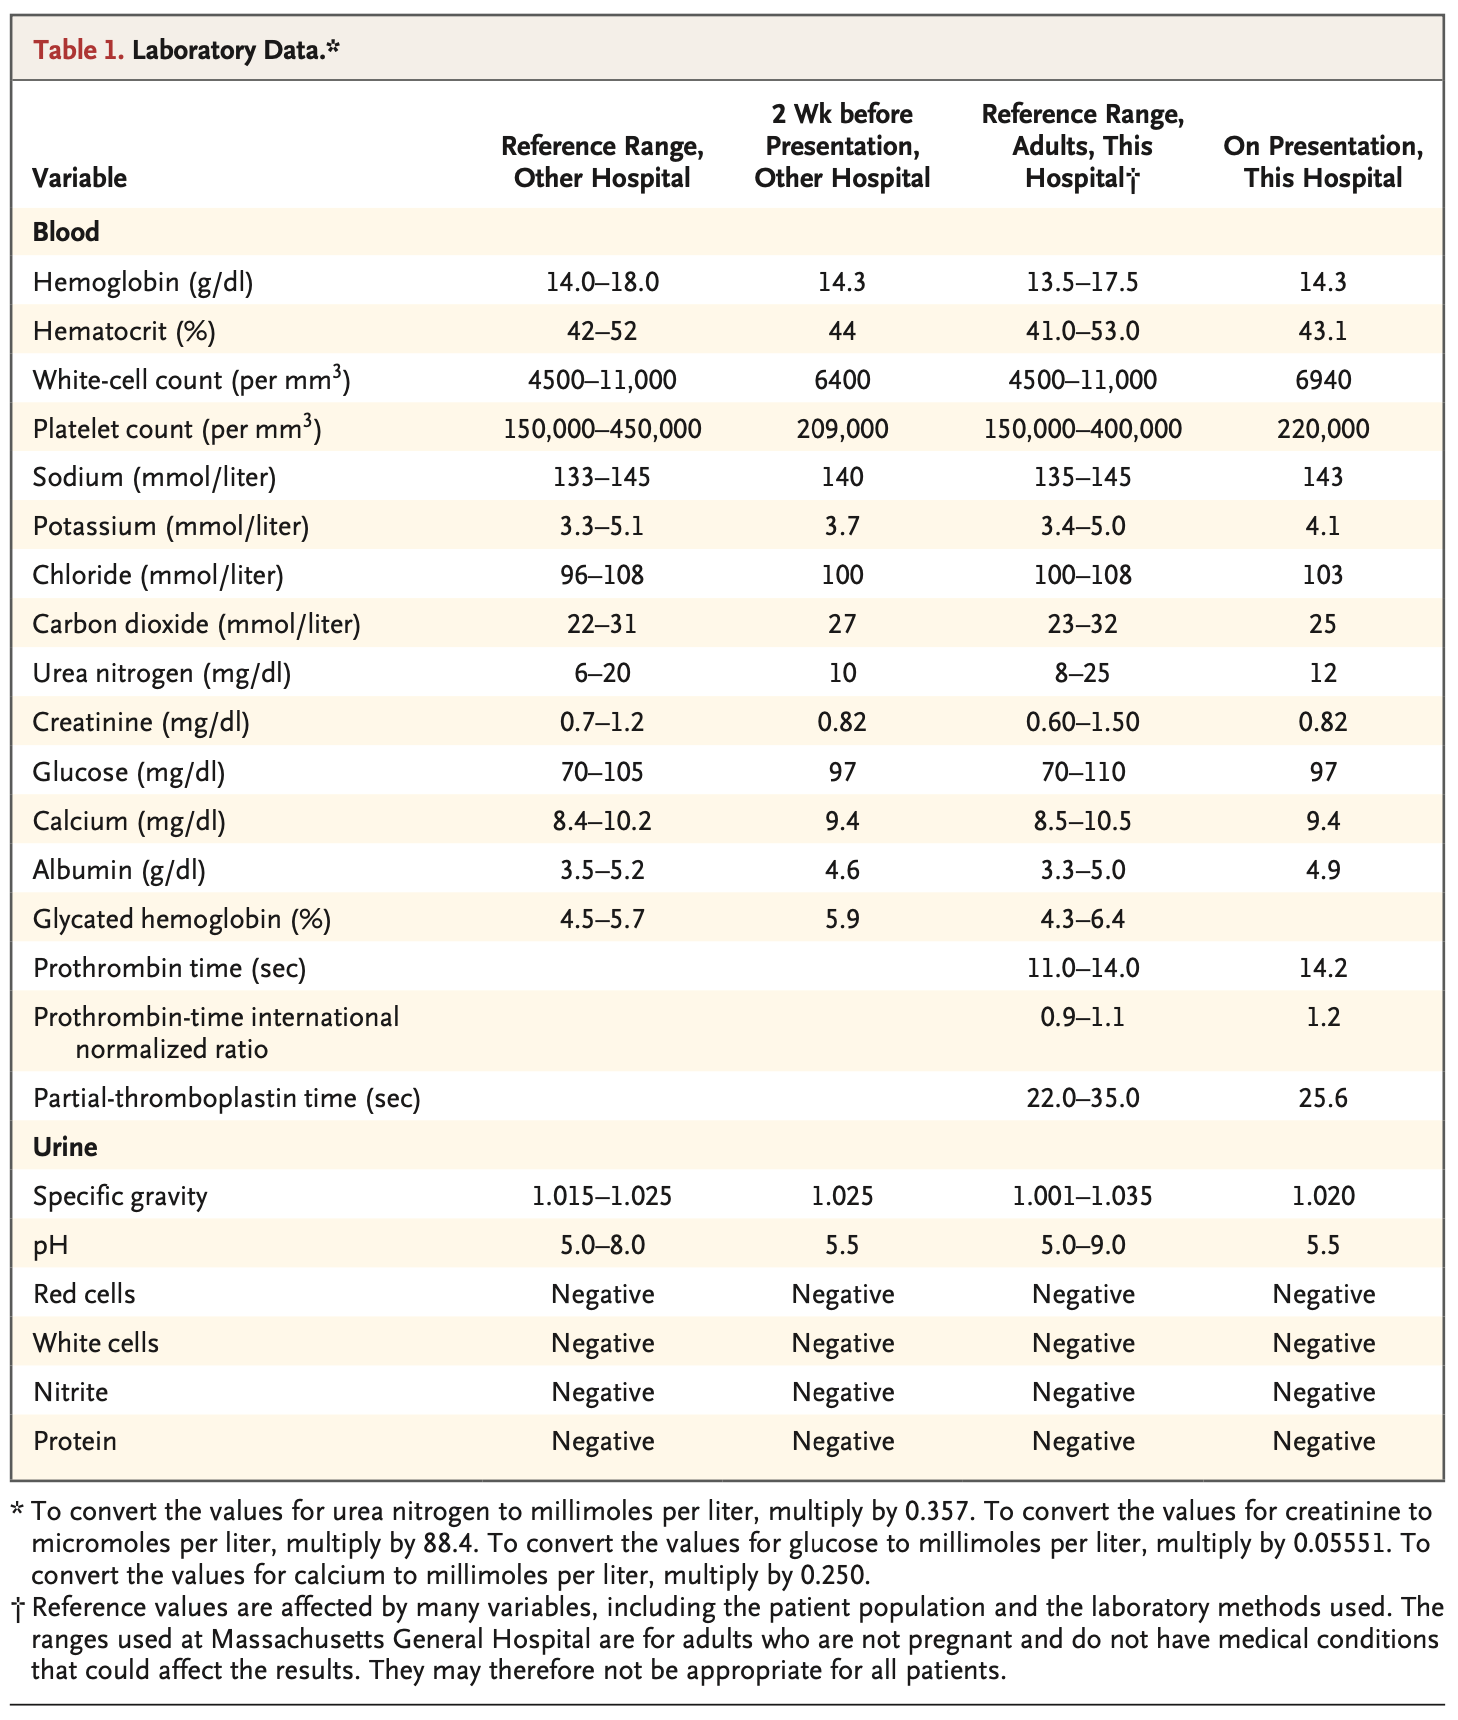 Table 1. Laboratory Data.*
Variable Reference Range, Other Hospital 2 Wk before Presentation, Other Hospital Reference Range, Adults, This Hospital† On Presentation, This Hospital
Blood
Hemoglobin (g/dl) 14.0–18.0 14.3 13.5–17.5 14.3
Hematocrit (%) 42–52 44 41.0–53.0 43.1
White-cell count (per mm³) 4500–11,000 6400 4500–11,000 6940
Platelet count (per mm³) 150,000–450,000 209,000 150,000–400,000 220,000
Sodium (mmol/liter) 133–145 140 135–145 143
Potassium (mmol/liter) 3.3–5.1 3.7 3.4–5.0 4.1
Chloride (mmol/liter) 96–108 100 100–108 103
Carbon dioxide (mmol/liter) 22–31 27 23–32 25
Urea nitrogen (mg/dl) 6–20 10 8–25 12
Creatinine (mg/dl) 0.7–1.2 0.82 0.60–1.50 0.82
Glucose (mg/dl) 70–105 97 70–110 97
Calcium (mg/dl) 8.4–10.2 9.4 8.5–10.5 9.4
Albumin (g/dl) 3.5–5.2 4.6 3.3–5.0 4.9
Glycated hemoglobin (%) 4.5–5.7 5.9 4.3–6.4
Prothrombin time (sec) 11.0–14.0 14.2
Prothrombin-time international normalized ratio 0.9–1.1 1.2
Partial-thromboplastin time (sec) 22.0–35.0 25.6
Urine
Specific gravity 1.015–1.025 1.025 1.001–1.035 1.020
pH 5.0–8.0 5.5 5.0–9.0 5.5
Red cells Negative Negative Negative Negative
White cells Negative Negative Negative Negative
Nitrite Negative Negative Negative Negative
Protein Negative Negative Negative Negative
* To convert the values for urea nitrogen to millimoles per liter, multiply by 0.357. To convert the values for creatinine to
micromoles per liter, multiply by 88.4. To convert the values for glucose to millimoles per liter, multiply by 0.05551. To
convert the values for calcium to millimoles per liter, multiply by 0.250.
† Reference values are affected by many variables, including the patient population and the laboratory methods used. The
ranges used at Massachusetts General Hospital are for adults who are not pregnant and do not have medical conditions
that could affect the results. They may therefore not be appropriate for all patients.